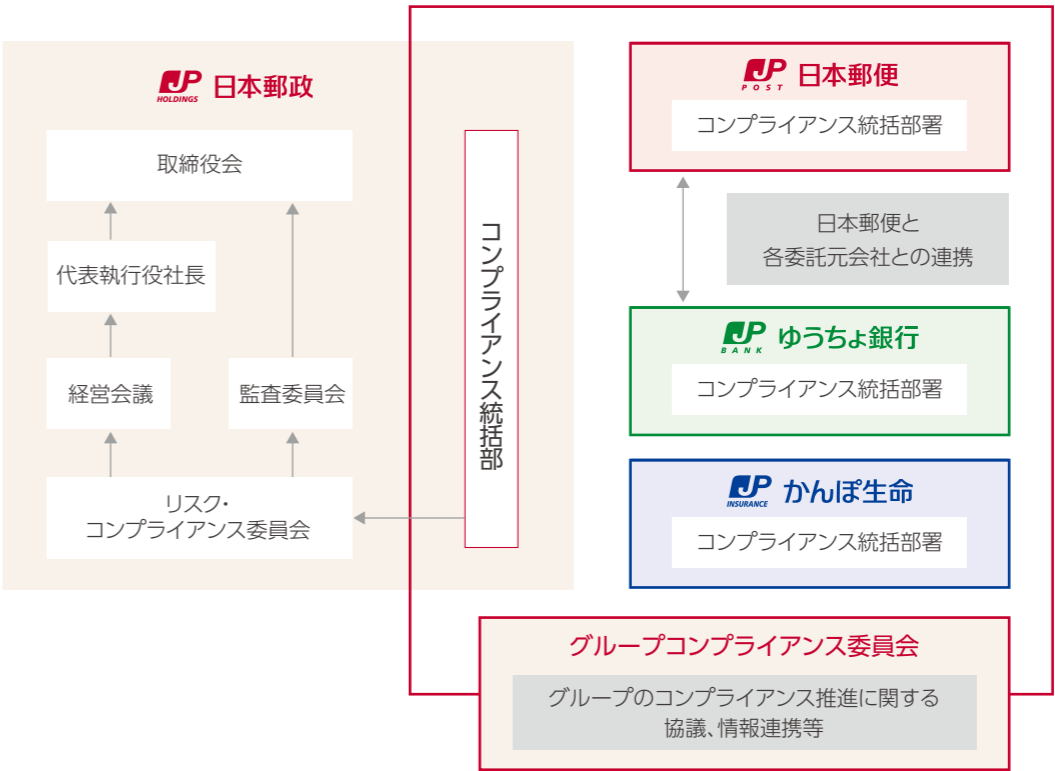 JP
HOLDINGS
日本郵政
取締役会
代表執行役社長
経営会議
監査委員会
リスク・
コンプライアンス委員会
コンプライアンス統括部
JP
POST
日本郵便
コンプライアンス統括部署
日本郵便と
各委託元会社との連携
JP
BANK
ゆうちょ銀行
コンプライアンス統括部署
JP
INSURANCE
かんぽ生命
コンプライアンス統括部署
グループコンプライアンス委員会
グループのコンプライアンス推進に関する
協議、情報連携等